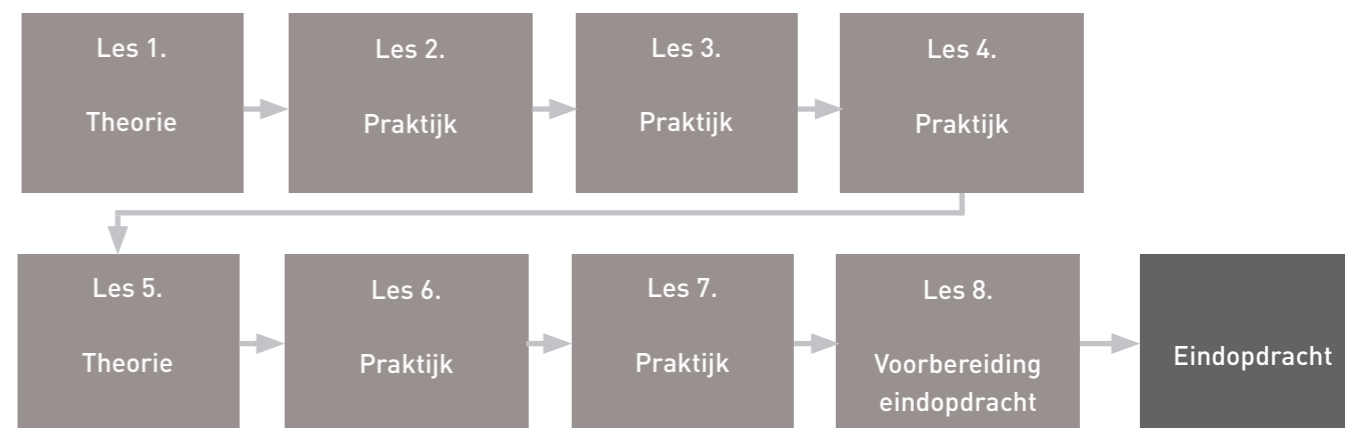 Les 1.
Theorie
Les 2.
Praktijk
Les 3.
Praktijk
Les 4.
Praktijk
Les 5.
Theorie
Les 6.
Praktijk
Les 7.
Praktijk
Les 8.
Voorbereiding
eindopdracht
Eindopdracht